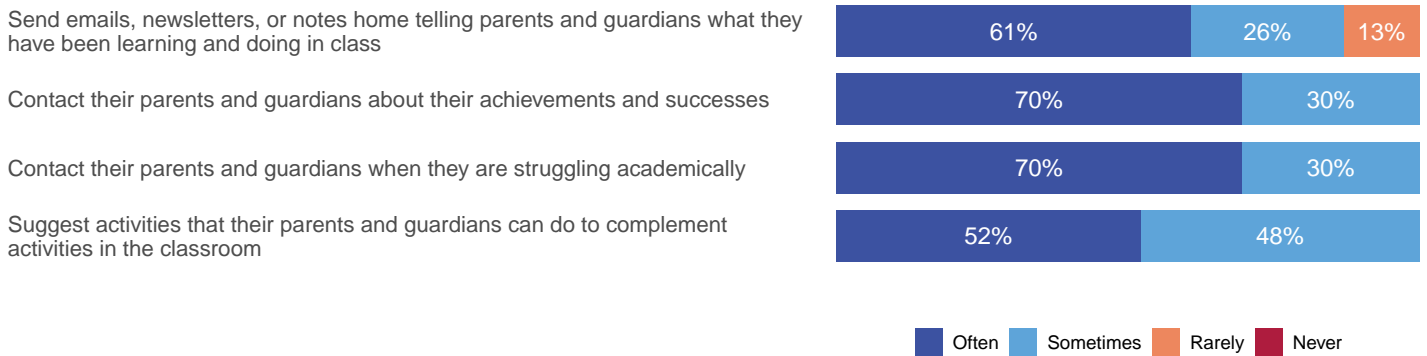 Send emails, newsletters, or notes home telling parents and guardians what they
have been learning and doing in class
61% 26% 13%
Contact their parents and guardians about their achievements and successes
70% 30%
Contact their parents and guardians when they are struggling academically
70% 30%
Suggest activities that their parents and guardians can do to complement
activities in the classroom
52% 48%
Often Sometimes Rarely Never